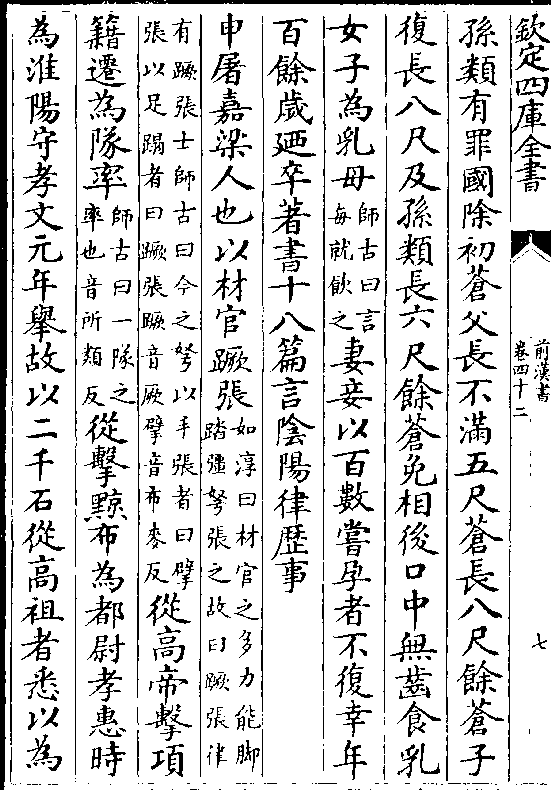 欽定四庫全書
前漢書
卷四十二
七
孫類有罪國除初蒼父長不滿五尺蒼長八尺餘蒼子
復長八尺及孫類長六尺餘蒼免相後口中無齒食乳
女子為乳母師古曰言每就飲之妻妾以百數嘗孕者不復幸年
百餘歲廼卒著書十八篇言陰陽律歴事
申屠嘉梁人也以材官蹶張如淳曰材官之多力能脚踏彊弩張之故曰蹶張律
有蹶張士師古曰今之弩以手張者曰擘張以足蹋者曰蹶張蹶音厥擘音布麥反從高帝擊項
籍遷為隊率師古曰一隊之率也音所類反從擊黥布為都尉孝惠時
為淮陽守孝文元年舉故以二千石從高祖者悉以為